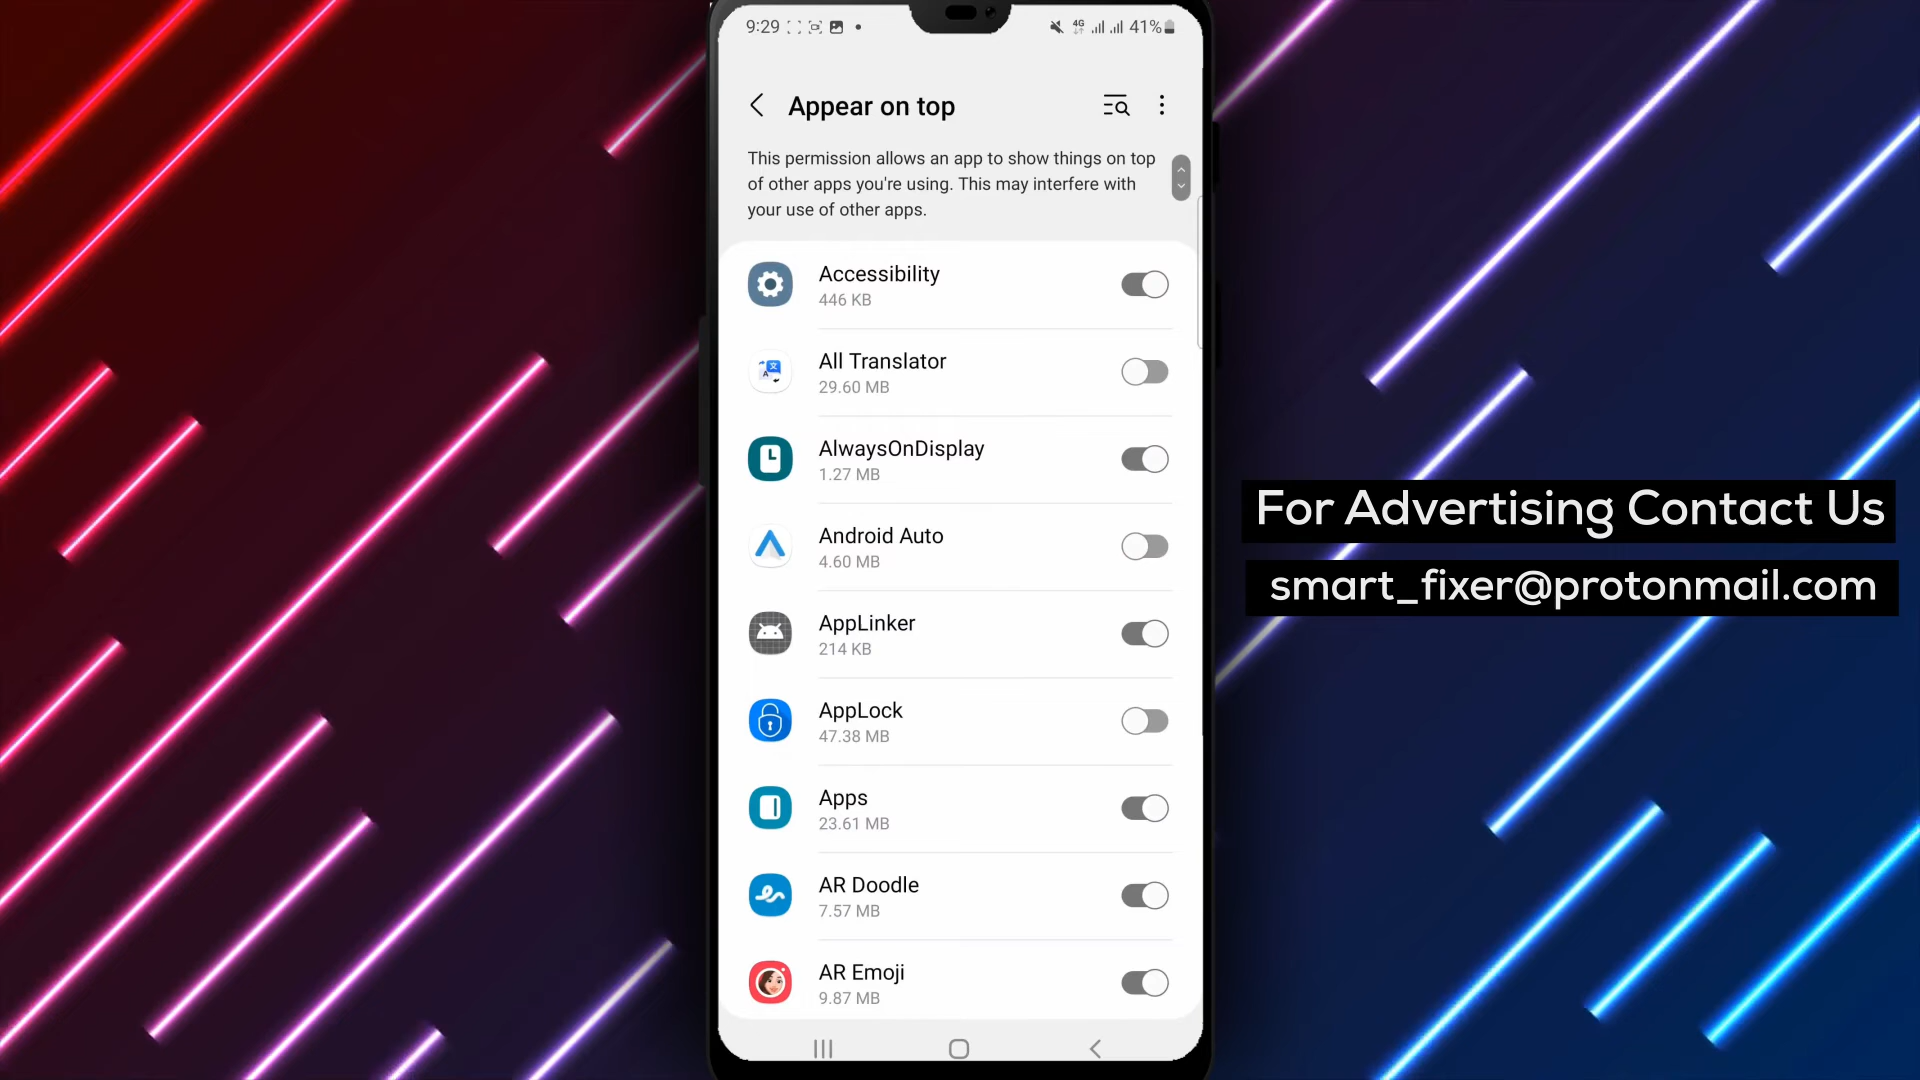 9:29
4G
41%
Appear on top
This permission allows an app to show things on top
of other apps you're using. This may interfere with
your use of other apps.
Accessibility
446 KB
All Translator
29.60 MB
AlwaysOnDisplay
1.27 MB
Android Auto
4.60 MB
AppLinker
214 KB
AppLock
47.38 MB
Apps
23.61 MB
AR Doodle
7.57 MB
AR Emoji
9.87 MB
For Advertising Contact Us
smart_fixer@protonmail.com